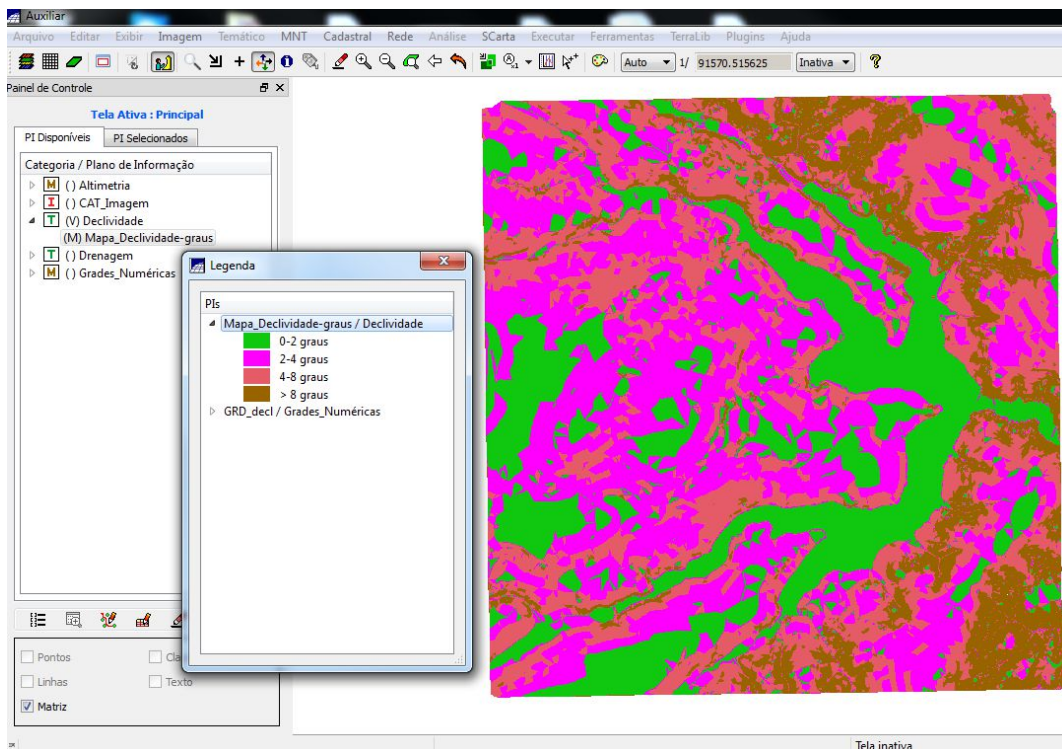 Auxiliar
Arquivo Editar Exibir Imagem Temático MNT Cadastral Rede Análise SCarta Executar Ferramentas TerraLib Plugins Ajuda
Auto 1/ 91570.515625 Inativa
Painel de Controle
Tela Ativa : Principal
PI Disponíveis PI Selecionados
Categoria / Plano de Informação
M ( ) Altimetria
I ( ) CAT_Imagem
T (V) Declividade
(M) Mapa_Declividade-graus
T ( ) Drenagem
M ( ) Grades_Numéricas
Legenda
PIs
Mapa_Declividade-graus / Declividade
0-2 graus
2-4 graus
4-8 graus
> 8 graus
GRD_decl / Grades_Numéricas
Pontos
Linhas Texto
Matriz
Tela inativa